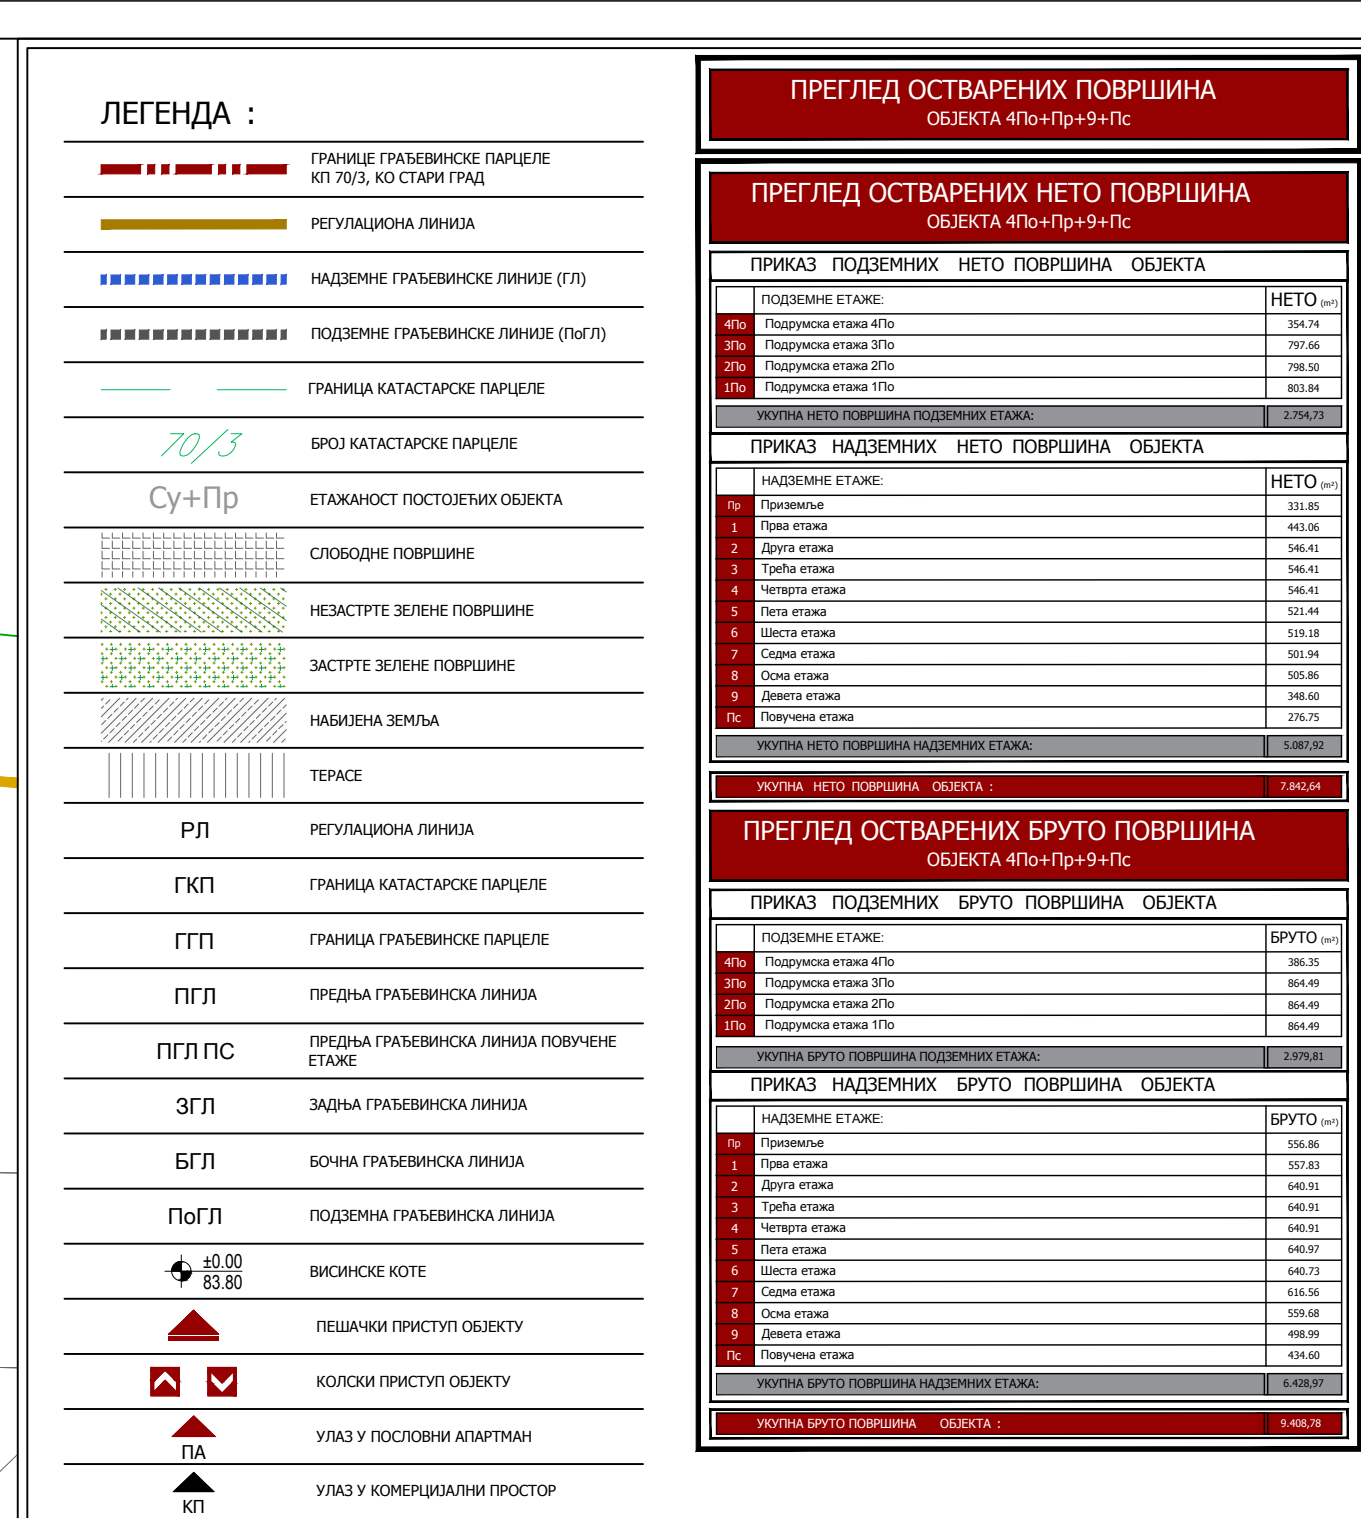 ЛЕГЕНДА :
ГРАНИЦЕ ГРАЂЕВИНСКЕ ПАРЦЕЛЕ
КП 70/3, КО СТАРИ ГРАД
РЕГУЛАЦИОНА ЛИНИЈА
НАДЗЕМНЕ ГРАЂЕВИНСКЕ ЛИНИЈЕ (ГЛ)
ПОДЗЕМНЕ ГРАЂЕВИНСКЕ ЛИНИЈЕ (ПоГЛ)
ГРАНИЦА КАТАСТАРСКЕ ПАРЦЕЛЕ
70/3 БРОЈ КАТАСТАРСКЕ ПАРЦЕЛЕ
Су+Пр ЕТАЖАНОСТ ПОСТОЈЕЋИХ ОБЈЕКТА
СЛОБОДНЕ ПОВРШИНЕ
НЕЗАСТРТЕ ЗЕЛЕНЕ ПОВРШИНЕ
ЗАСТРТЕ ЗЕЛЕНЕ ПОВРШИНЕ
НАБИЈЕНА ЗЕМЉА
ТЕРАСЕ
РЛ РЕГУЛАЦИОНА ЛИНИЈА
ГКП ГРАНИЦА КАТАСТАРСКЕ ПАРЦЕЛЕ
ГГП ГРАНИЦА ГРАЂЕВИНСКЕ ПАРЦЕЛЕ
ПГЛ ПРЕДЊА ГРАЂЕВИНСКА ЛИНИЈА
ПГЛ ПС ПРЕДЊА ГРАЂЕВИНСКА ЛИНИЈА ПОВУЧЕНЕ
ЕТАЖЕ
ЗГЛ ЗАДЊА ГРАЂЕВИНСКА ЛИНИЈА
БГЛ БОЧНА ГРАЂЕВИНСКА ЛИНИЈА
ПоГЛ ПОДЗЕМНА ГРАЂЕВИНСКА ЛИНИЈА
±0.00
83.80
ВИСИНСКЕ КОТЕ
ПЕШАЧКИ ПРИСТУП ОБЈЕКТУ
КОЛСКИ ПРИСТУП ОБЈЕКТУ
ПА УЛАЗ У ПОСЛОВНИ АПАРТМАН
КП УЛАЗ У КОМЕРЦИЈАЛНИ ПРОСТОР
ПРЕГЛЕД ОСТВАРЕНИХ ПОВРШИНА
ОБЈЕКТА 4По+Пр+9+Пс
ПРЕГЛЕД ОСТВАРЕНИХ НЕТО ПОВРШИНА
ОБЈЕКТА 4По+Пр+9+Пс
ПРИКАЗ ПОДЗЕМНИХ НЕТО ПОВРШИНА ОБЈЕКТА
ПОДЗЕМНЕ ЕТАЖЕ: НЕТО (m²)
4По Подрумска етажа 4По 354.74
3По Подрумска етажа 3По 797.66
2По Подрумска етажа 2По 798.50
1По Подрумска етажа 1По 803.84
УКУПНА НЕТО ПОВРШИНА ПОДЗЕМНИХ ЕТАЖА: 2.754,73
ПРИКАЗ НАДЗЕМНИХ НЕТО ПОВРШИНА ОБЈЕКТА
НАДЗЕМНЕ ЕТАЖЕ: НЕТО (m²)
Пр Приземље 331.85
1 Прва етажа 443.06
2 Друга етажа 546.41
3 Трећа етажа 546.41
4 Четврта етажа 546.41
5 Пета етажа 521.44
6 Шеста етажа 519.18
7 Седма етажа 501.94
8 Осма етажа 505.86
9 Девета етажа 348.60
Пс Повучена етажа 276.75
УКУПНА НЕТО ПОВРШИНА НАДЗЕМНИХ ЕТАЖА: 5.087,92
УКУПНА НЕТО ПОВРШИНА ОБЈЕКТА : 7.842,64
ПРЕГЛЕД ОСТВАРЕНИХ БРУТО ПОВРШИНА
ОБЈЕКТА 4По+Пр+9+Пс
ПРИКАЗ ПОДЗЕМНИХ БРУТО ПОВРШИНА ОБЈЕКТА
ПОДЗЕМНЕ ЕТАЖЕ: БРУТО (m²)
4По Подрумска етажа 4По 386.35
3По Подрумска етажа 3По 864.49
2По Подрумска етажа 2По 864.49
1По Подрумска етажа 1По 864.49
УКУПНА БРУТО ПОВРШИНА ПОДЗЕМНИХ ЕТАЖА: 2.979,81
ПРИКАЗ НАДЗЕМНИХ БРУТО ПОВРШИНА ОБЈЕКТА
НАДЗЕМНЕ ЕТАЖЕ: БРУТО (m²)
Пр Приземље 556.86
1 Прва етажа 557.83
2 Друга етажа 640.91
3 Трећа етажа 640.91
4 Четврта етажа 640.91
5 Пета етажа 640.97
6 Шеста етажа 640.73
7 Седма етажа 616.56
8 Осма етажа 559.68
9 Девета етажа 498.99
Пс Повучена етажа 434.60
УКУПНА БРУТО ПОВРШИНА НАДЗЕМНИХ ЕТАЖА: 6.428,97
УКУПНА БРУТО ПОВРШИНА ОБЈЕКТА : 9.408,78